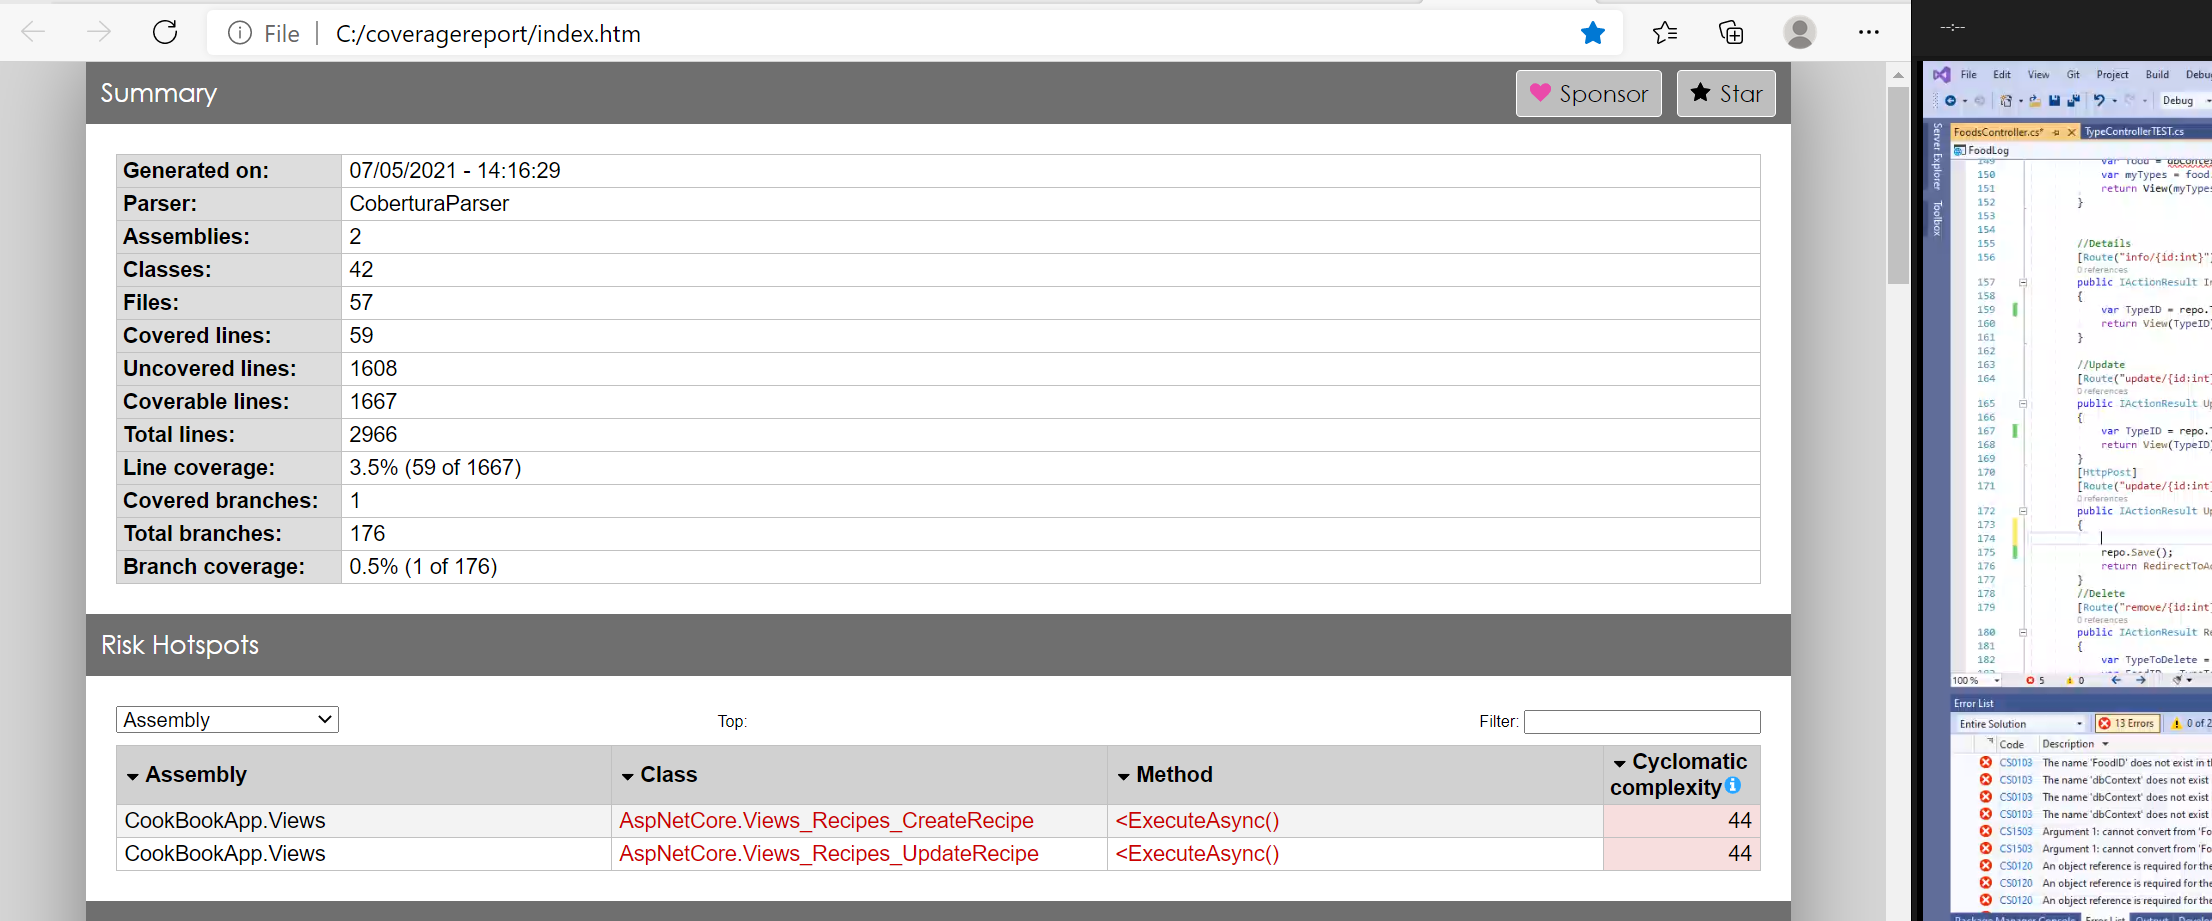 File C:/coveragereport/index.htm
Summary
Sponsor
Star
Generated on: 07/05/2021 - 14:16:29
Parser: CoberturaParser
Assemblies: 2
Classes: 42
Files: 57
Covered lines: 59
Uncovered lines: 1608
Coverable lines: 1667
Total lines: 2966
Line coverage: 3.5% (59 of 1667)
Covered branches: 1
Total branches: 176
Branch coverage: 0.5% (1 of 176)
Risk Hotspots
Assembly
Top:
Filter:
Assembly Class Method Cyclomatic complexity
CookBookApp.Views AspNetCore.Views_Recipes_CreateRecipe <ExecuteAsync() 44
CookBookApp.Views AspNetCore.Views_Recipes_UpdateRecipe <ExecuteAsync() 44
--:--
File Edit View Git Project Build
Debug
Server Explorer
Toolbox
FoodsController.cs*
TypeControllerTEST.cs
FoodLog
149 var food =
150 var myTypes = food.
151 return View(myTypes
152 }
153
154
155 //Details
156 [Route("info/{id:int}"
0 references
157 public IActionResult
158 {
159 var TypeID = repo.
160 return View(TypeID
161 }
162
163 //Update
164 [Route("update/{id:int
0 references
165 public IActionResult
166 {
167 var TypeID = repo.
168 return View(TypeID
169 }
170 [HttpPost]
171 [Route("update/{id:int
0 references
172 public IActionResult
173 {
174
175 repo.Save();
176 return RedirectToA
177 }
178 //Delete
179 [Route("remove/{id:int
0 references
180 public IActionResult
181 {
182 var TypeToDelete =
100 % 5 0
Error List
Entire Solution 13 Errors 0 of 2
Code Description
CS0103 The name 'FoodID' does not exist in
CS0103 The name 'dbContext' does not exist
CS0103 The name 'dbContext' does not exist
CS0103 The name 'dbContext' does not exist
CS1503 Argument 1: cannot convert from 'Fo
CS1503 Argument 1: cannot convert from 'Fo
CS0120 An object reference is required for the
CS0120 An object reference is required for the
CS0120 An object reference is required for the
Package Manager Console Error List Output